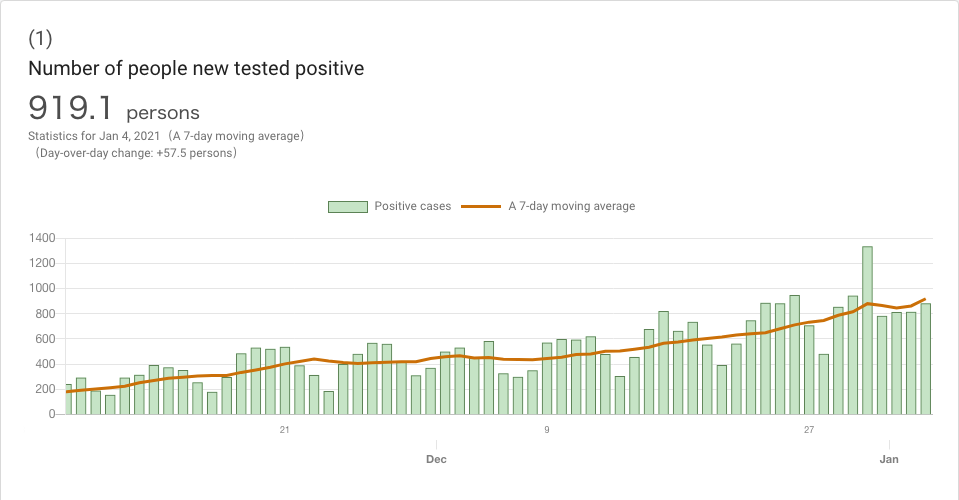 (1)
Number of people new tested positive
919.1 persons
Statistics for Jan 4, 2021 (A 7-day moving average)
(Day-over-day change: +57.5 persons)
Positive cases A 7-day moving average
1400
1200
1000
800
600
400
200
0
21 9 27
Dec Jan